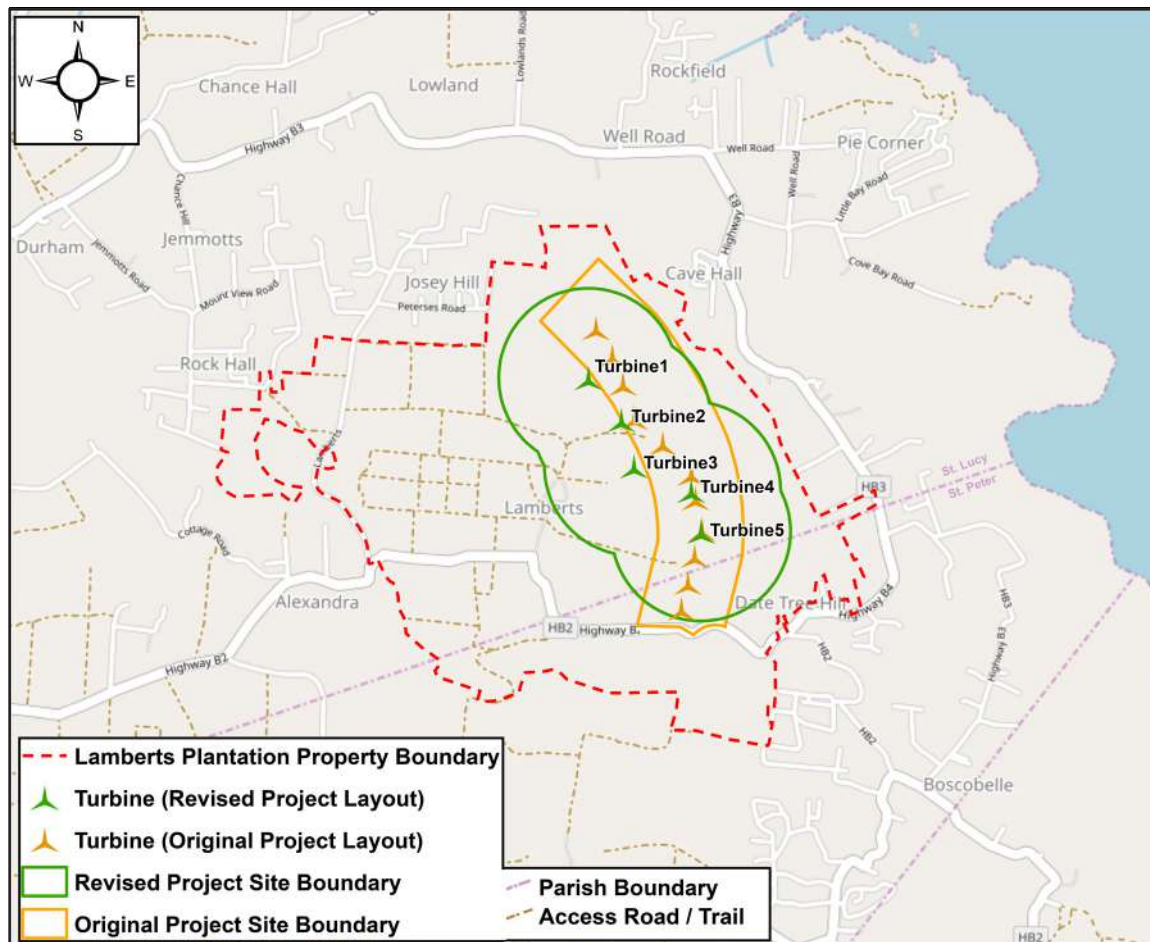 N
W E
S
Chance Hall
Lowland
Lowlands Road
Rockfield
Highway B3
Well Road
Well Road
Well Road
Pie Corner
Chance Hill
Little Bay Road
Durham
Jemmotts Road
Jemmotts
Highway B3
Mount View Road
Josey Hill
Peterses Road
Cave Hall
Cove Bay Road
Rock Hall
Turbine1
Turbine2
Lamberts
Turbine3
Turbine4
St. Lucy
St. Peter
HB3
Lamberts
Turbine5
Cottage Road
Alexandra
Date Tree Hill
Highway B4
HB3
HB2
Highway B
HB2
Highway B3
Highway B2
HB2
Boscobelle
HB2
Lamberts Plantation Property Boundary
Turbine (Revised Project Layout)
Turbine (Original Project Layout)
Revised Project Site Boundary
Original Project Site Boundary
Parish Boundary
Access Road / Trail